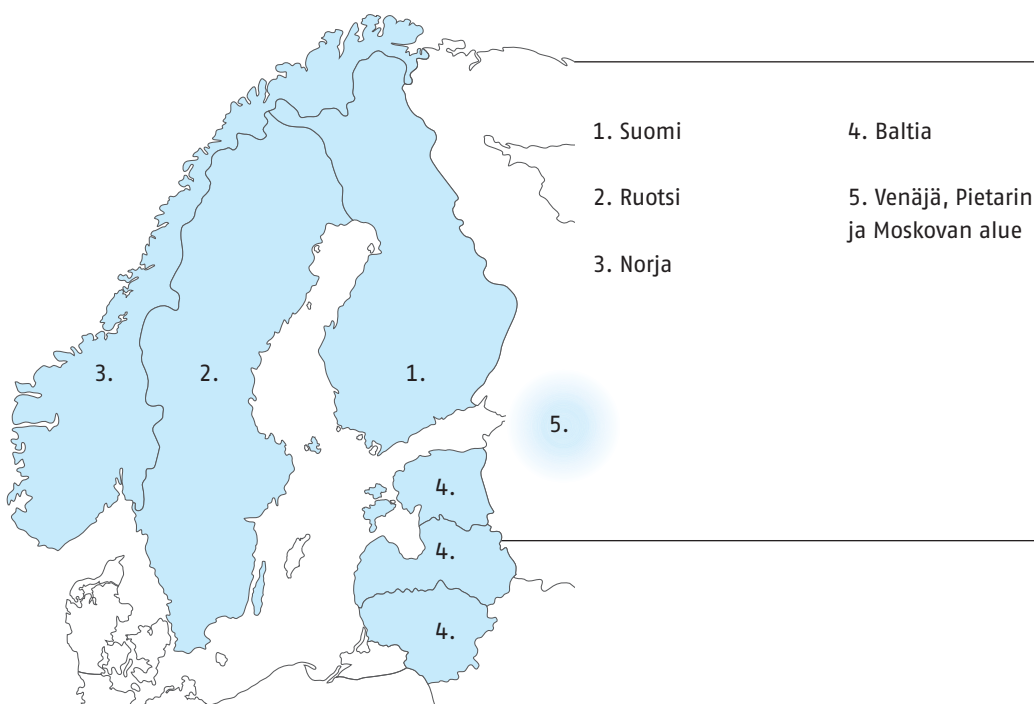 1. Suomi
2. Ruotsi
3. Norja
4. Baltia
5. Venäjä, Pietarin
ja Moskovan alue
3.
2.
1.
5.
4.
4.
4.